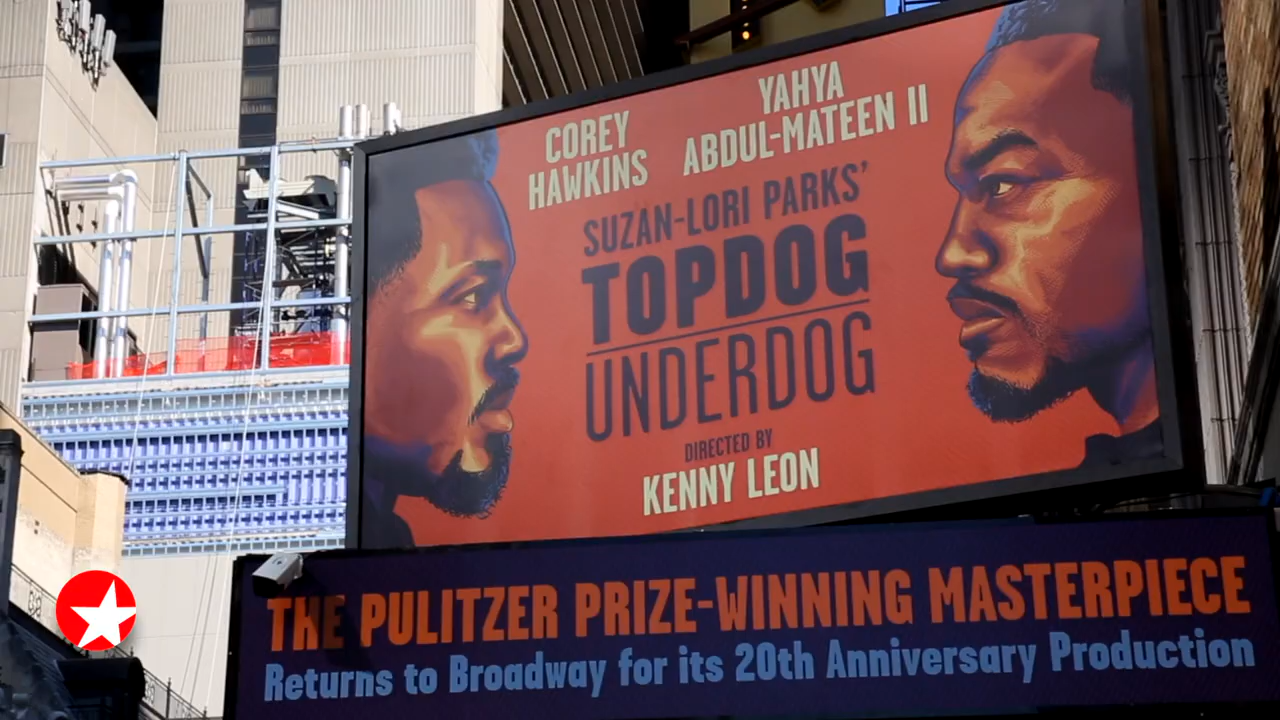 COREY
HAWKINS
YAHYA
ABDUL-MATEEN II
SUZAN-LORI PARKS’
TOPDOG
UNDERDOG
DIRECTED BY
KENNY LEON
THE PULITZER PRIZE-WINNING MASTERPIECE
Returns to Broadway for its 20th Anniversary Production